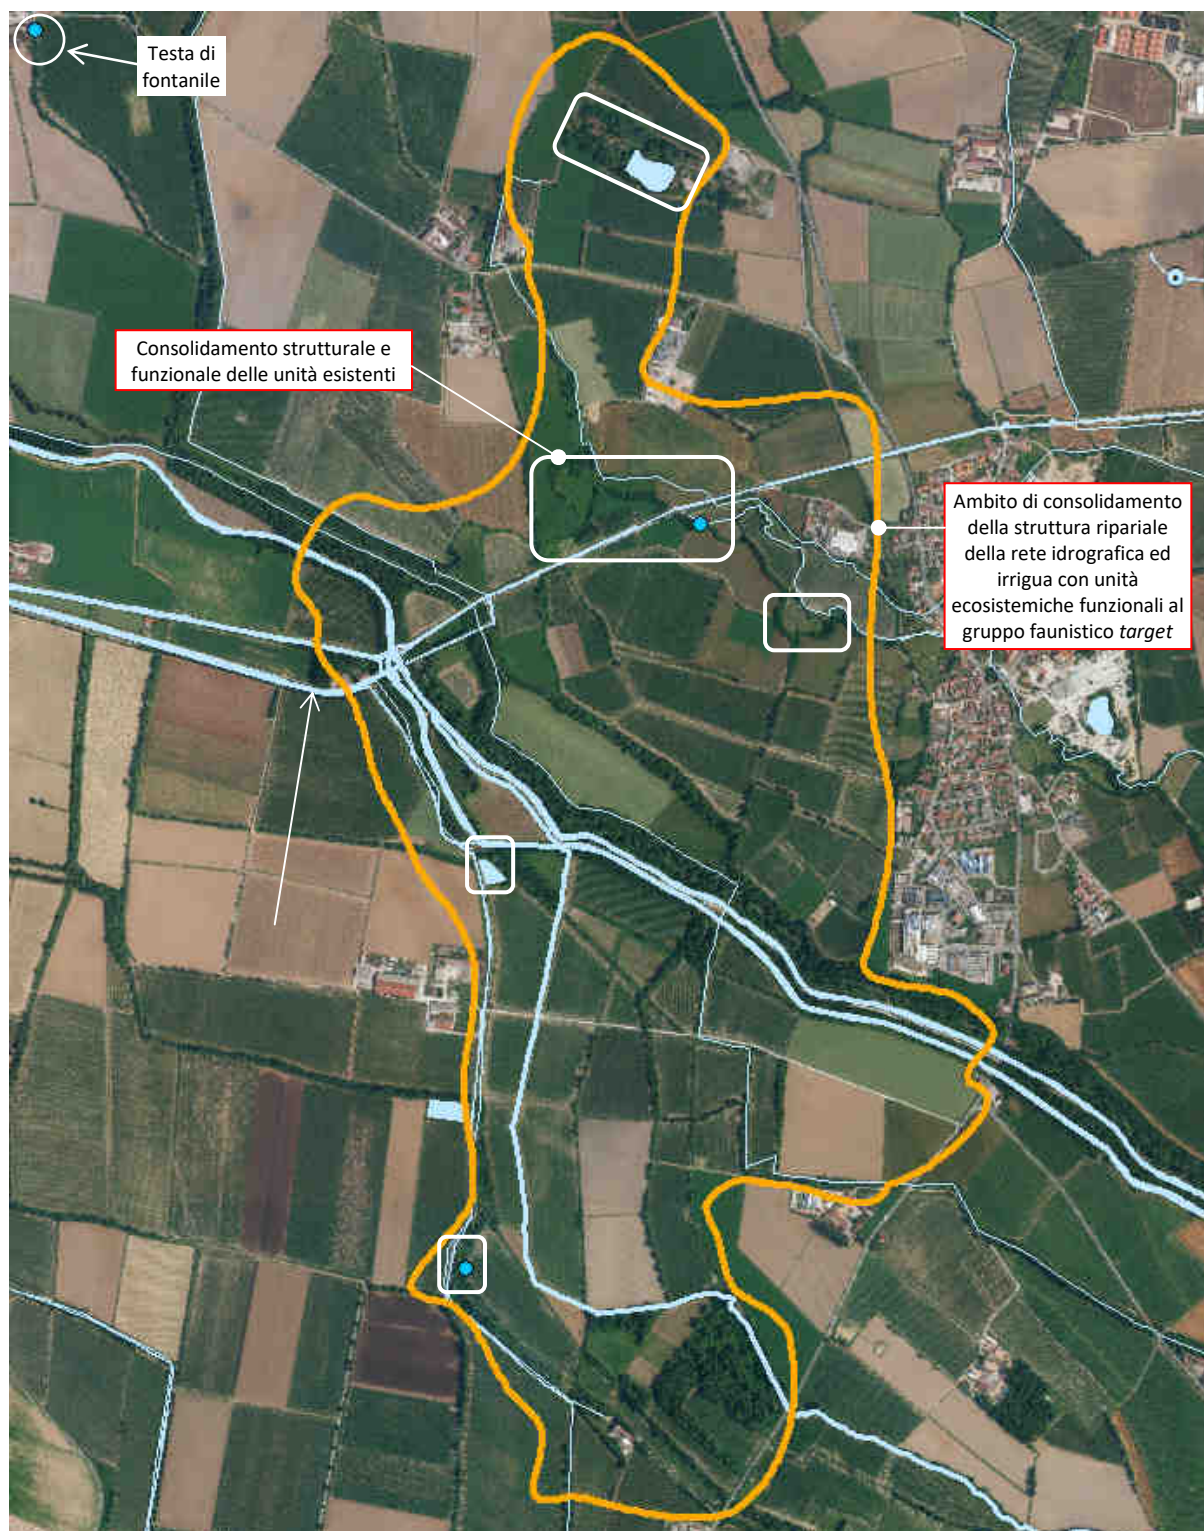 Testa di
fontanile
Consolidamento strutturale e
funzionale delle unità esistenti
Ambito di consolidamento
della struttura ripariale
della rete idrografica ed
irrigua con unità
ecosistemiche funzionali al
gruppo faunistico target